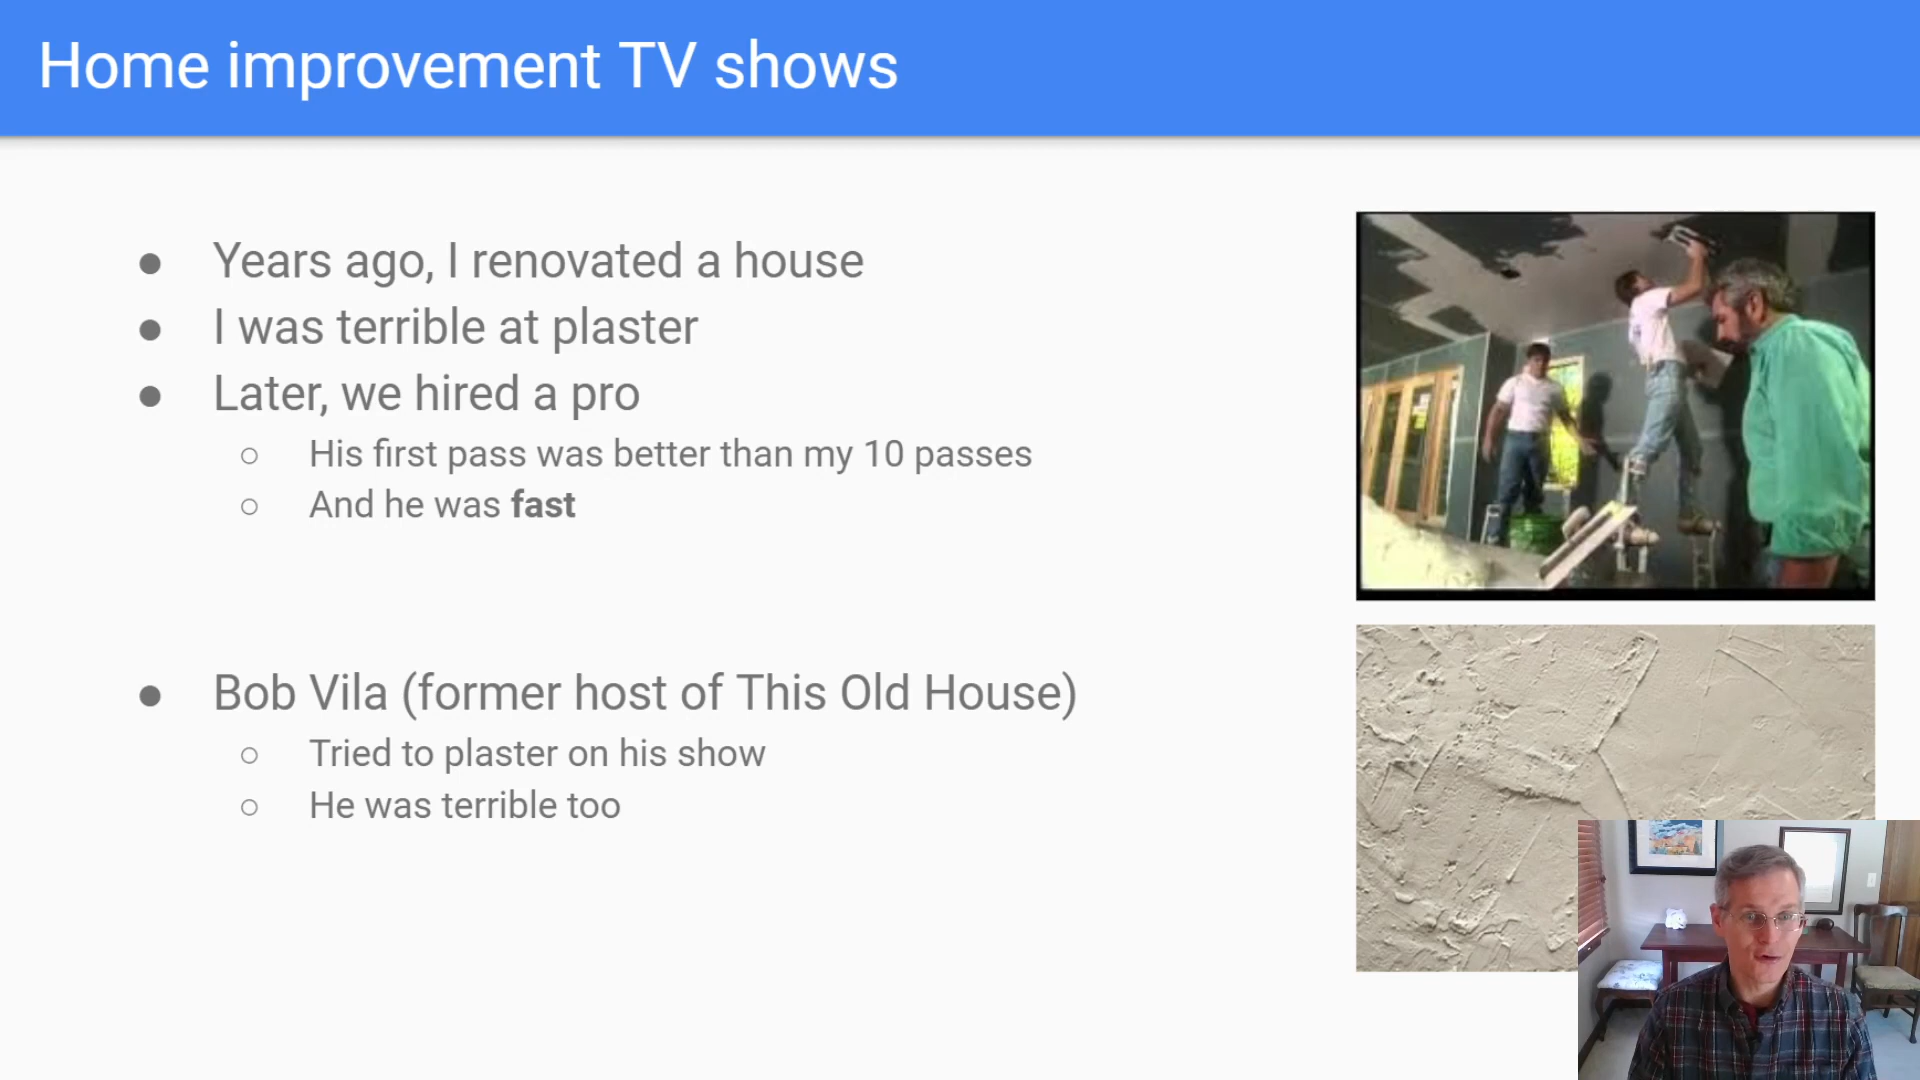 Home improvement TV shows
● Years ago, I renovated a house
● I was terrible at plaster
● Later, we hired a pro
○ His first pass was better than my 10 passes
○ And he was fast
● Bob Vila (former host of This Old House)
○ Tried to plaster on his show
○ He was terrible too